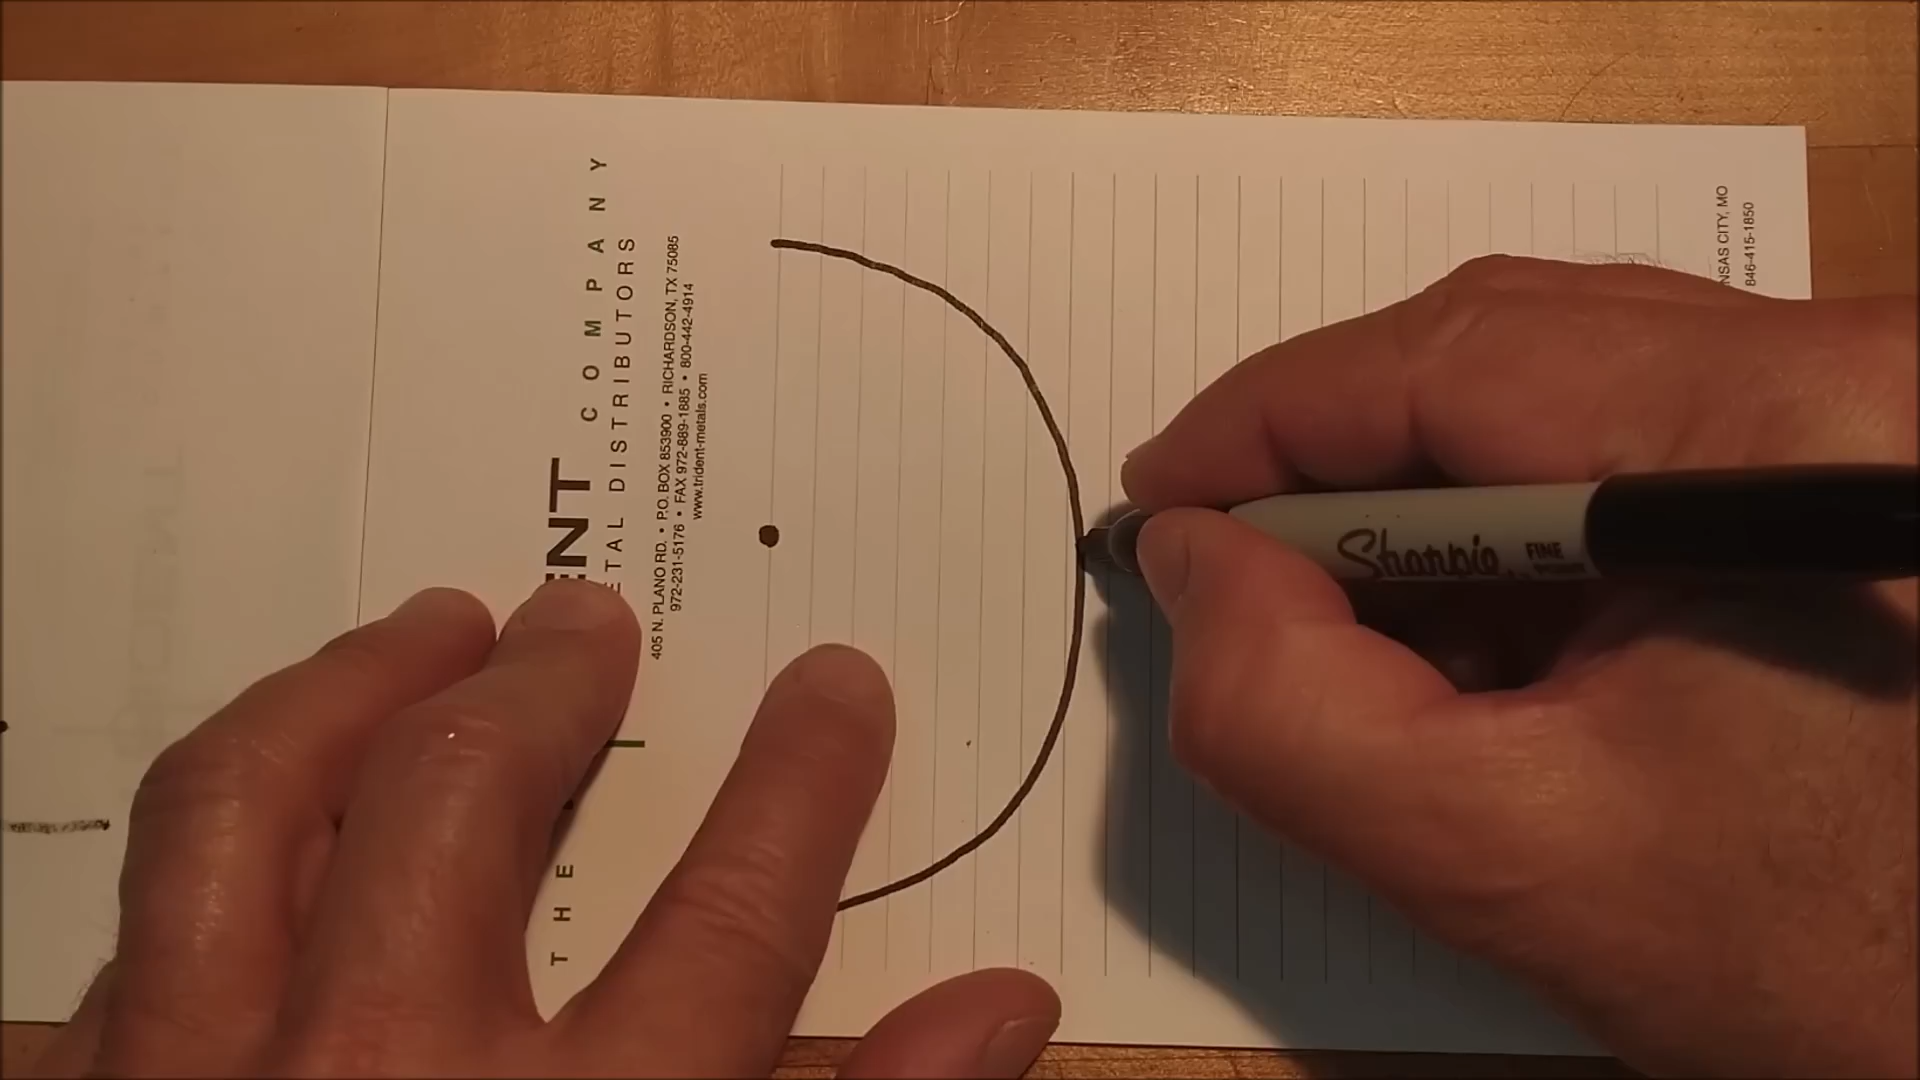 THE ENT COMPANY
ETAL DISTRIBUTORS
405 N. PLANO RD. • P.O. BOX 853900 • RICHARDSON, TX 75085
972-231-5176 • FAX 972-889-1885 • 800-442-4914
www.trident-metals.com
NSAS CITY, MO
846-415-1850
Sharpie
FINE